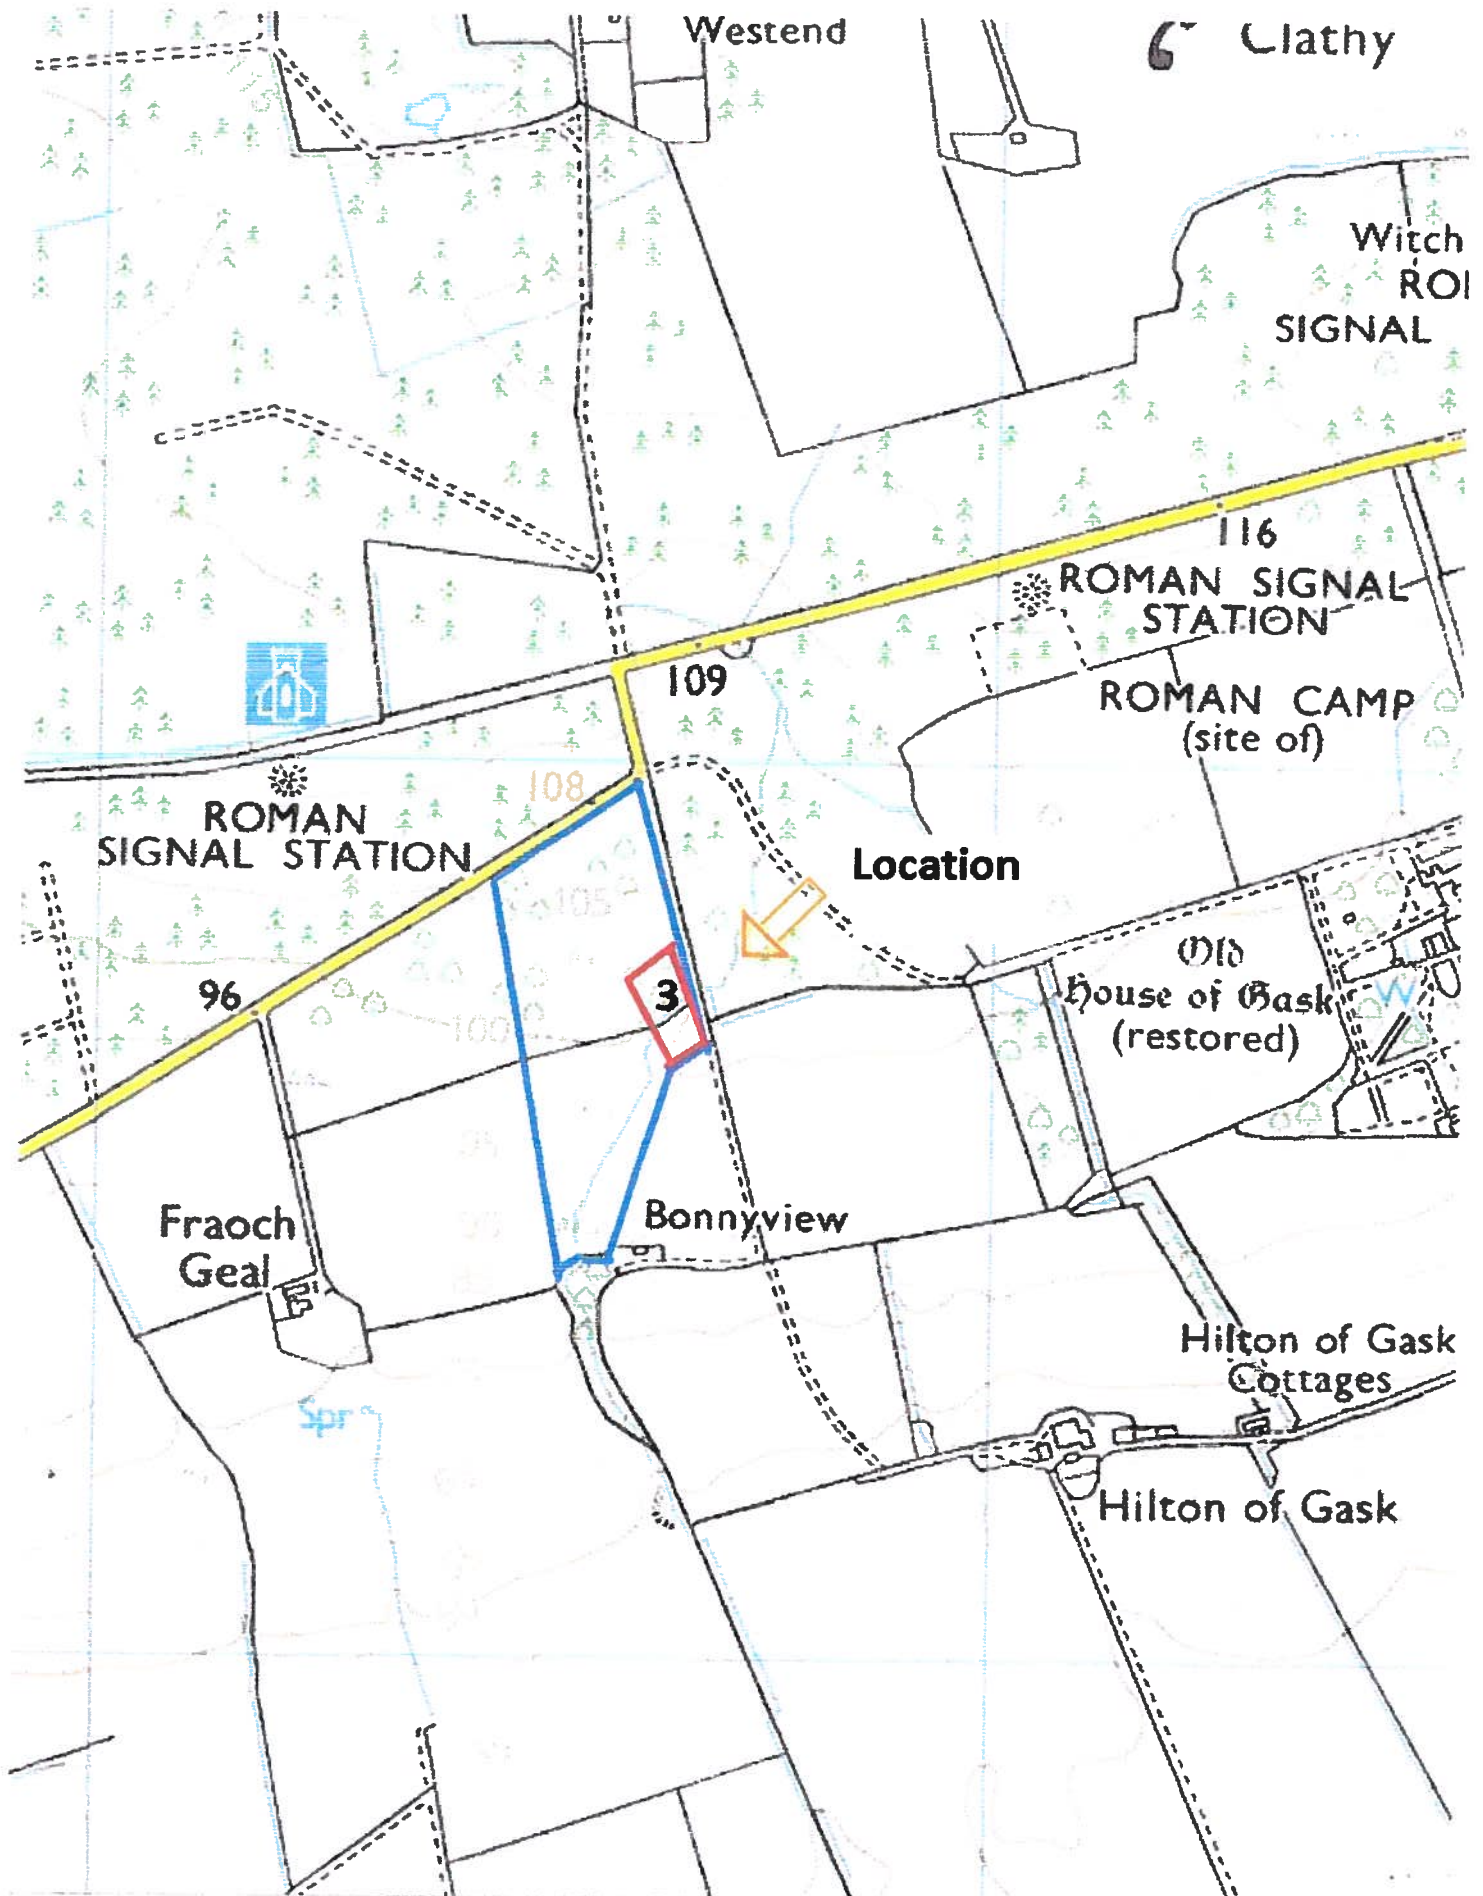 Westend
Clathy
Witch
ROM
SIGNAL
116
ROMAN SIGNAL
STATION
109
ROMAN CAMP
(site of)
108
ROMAN
SIGNAL STATION
Location
105
Old
House of Gask
(restored)
W
96
3
100
Fraoch
Geal
Bonnyview
Hilton of Gask
Cottages
Spr
Hilton of Gask